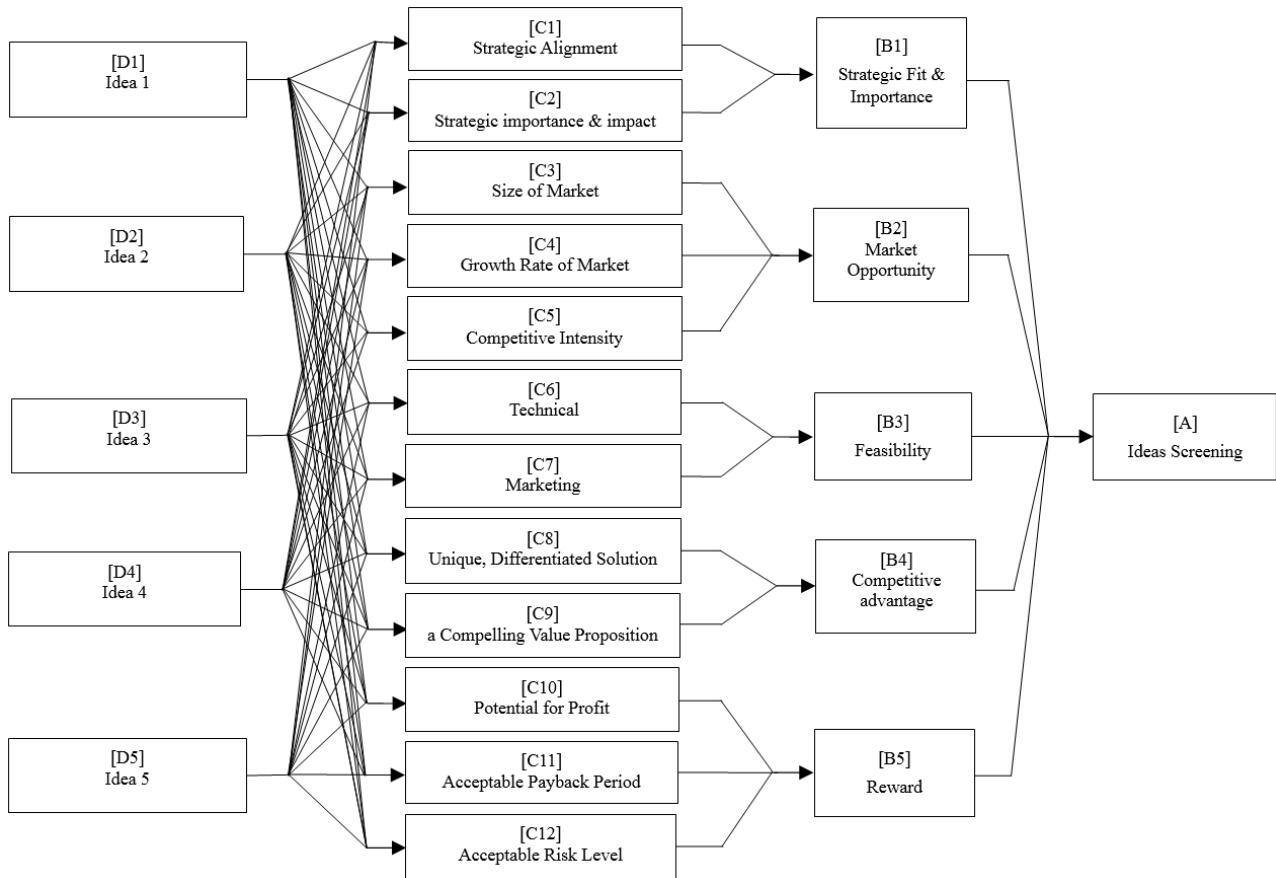 [D1]
Idea 1
[D2]
Idea 2
[D3]
Idea 3
[D4]
Idea 4
[D5]
Idea 5
[C1]
Strategic Alignment
[C2]
Strategic importance & impact
[C3]
Size of Market
[C4]
Growth Rate of Market
[C5]
Competitive Intensity
[C6]
Technical
[C7]
Marketing
[C8]
Unique, Differentiated Solution
[C9]
a Compelling Value Proposition
[C10]
Potential for Profit
[C11]
Acceptable Payback Period
[C12]
Acceptable Risk Level
[B1]
Strategic Fit &
Importance
[B2]
Market
Opportunity
[B3]
Feasibility
[B4]
Competitive
advantage
[B5]
Reward
[A]
Ideas Screening